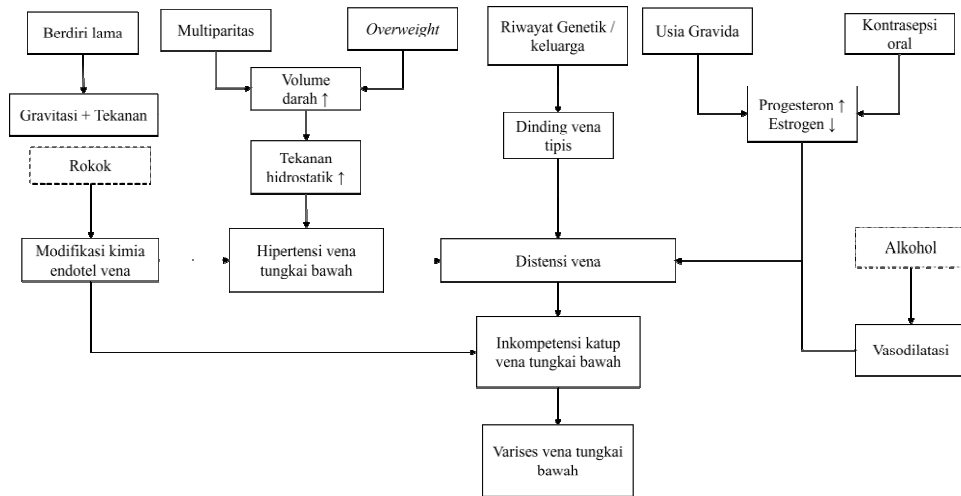 Berdiri lama
Multiparitas
Overweight
Riwayat Genetik /
keluarga
Usia Gravida
Kontrasepsi
oral
Gravitasi + Tekanan
Volume
darah ↑
Dinding vena
tipis
Progesteron ↑
Estrogen ↓
Rokok
Tekanan
hidrostatik ↑
Modifikasi kimia
endotel vena
Hipertensi vena
tungkai bawah
Distensi vena
Alkohol
Inkompetensi katup
vena tungkai bawah
Vasodilatasi
Varises vena tungkai
bawah